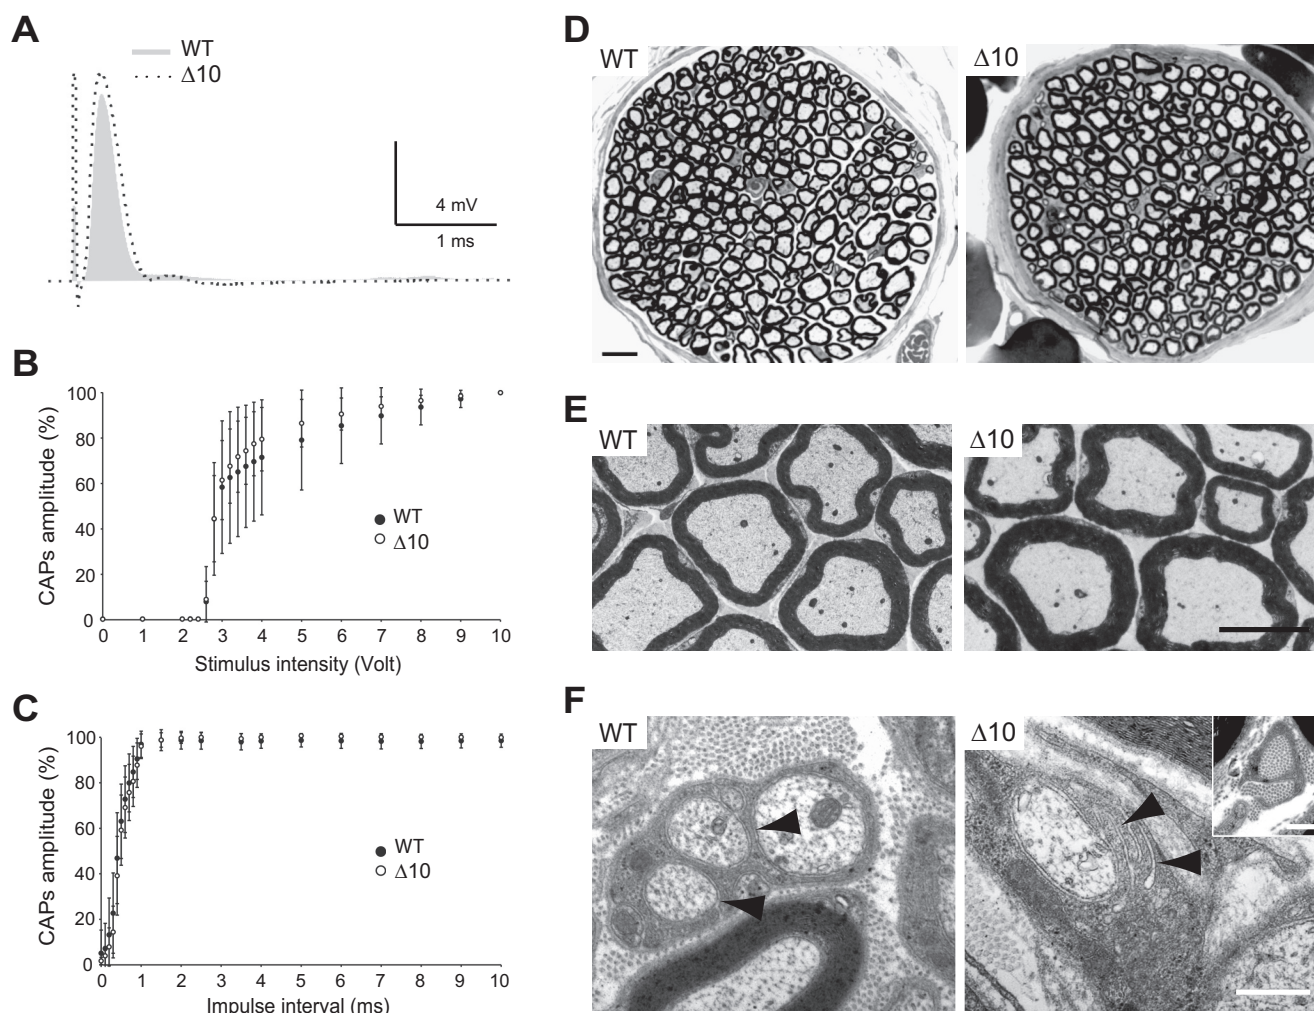 A
WT
Δ10
4 mV
1 ms
B
CAPs amplitude (%)
100
80
60
40
20
0
WT
Δ10
0 1 2 3 4 5 6 7 8 9 10
Stimulus intensity (Volt)
C
CAPs amplitude (%)
100
80
60
40
20
0
WT
Δ10
0 1 2 3 4 5 6 7 8 9 10
Impulse interval (ms)
D
WT
Δ10
E
WT
Δ10
F
WT
Δ10